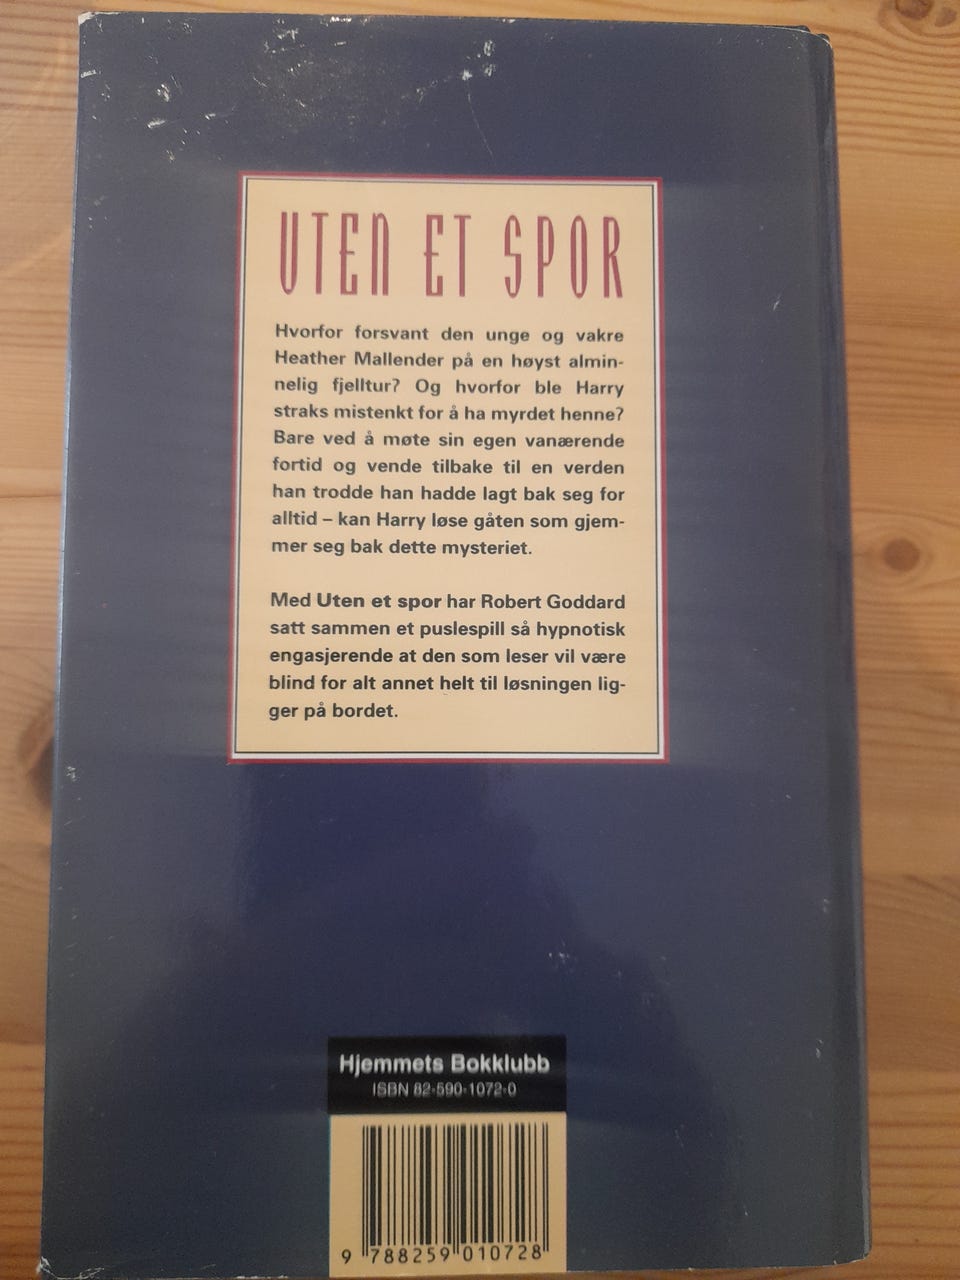 UTEN ET SPOR
Hvorfor forsvant den unge og vakre
Heather Mallender på en høyst almin-
nelig fjelltur? Og hvorfor ble Harry
straks mistenkt for å ha myrdet henne?
Bare ved å møte sin egen vanærende
fortid og vende tilbake til en verden
han trodde han hadde lagt bak seg for
alltid – kan Harry løse gåten som gjem-
mer seg bak dette mysteriet.
Med Uten et spor har Robert Goddard
satt sammen et puslespill så hypnotisk
engasjerende at den som leser vil være
blind for alt annet helt til løsningen lig-
ger på bordet.
Hjemmets Bokklubb
ISBN 82-590-1072-0
9 788259 010728